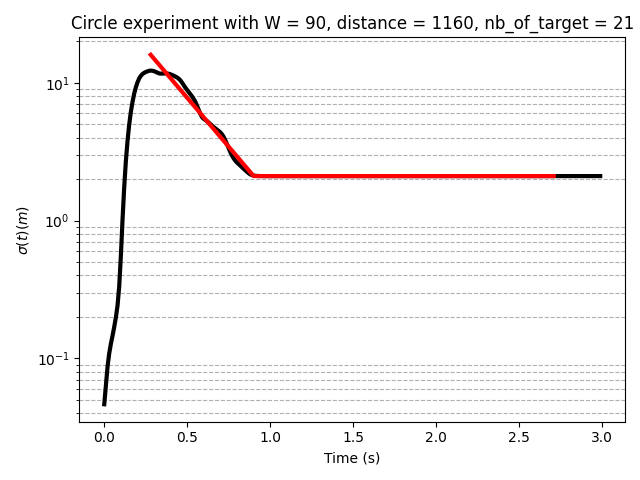 Circle experiment with W = 90, distance = 1160, nb_of_target = 21
10¹
10⁰
10⁻¹
σ(t)(m)
0.0 0.5 1.0 1.5 2.0 2.5 3.0
Time (s)